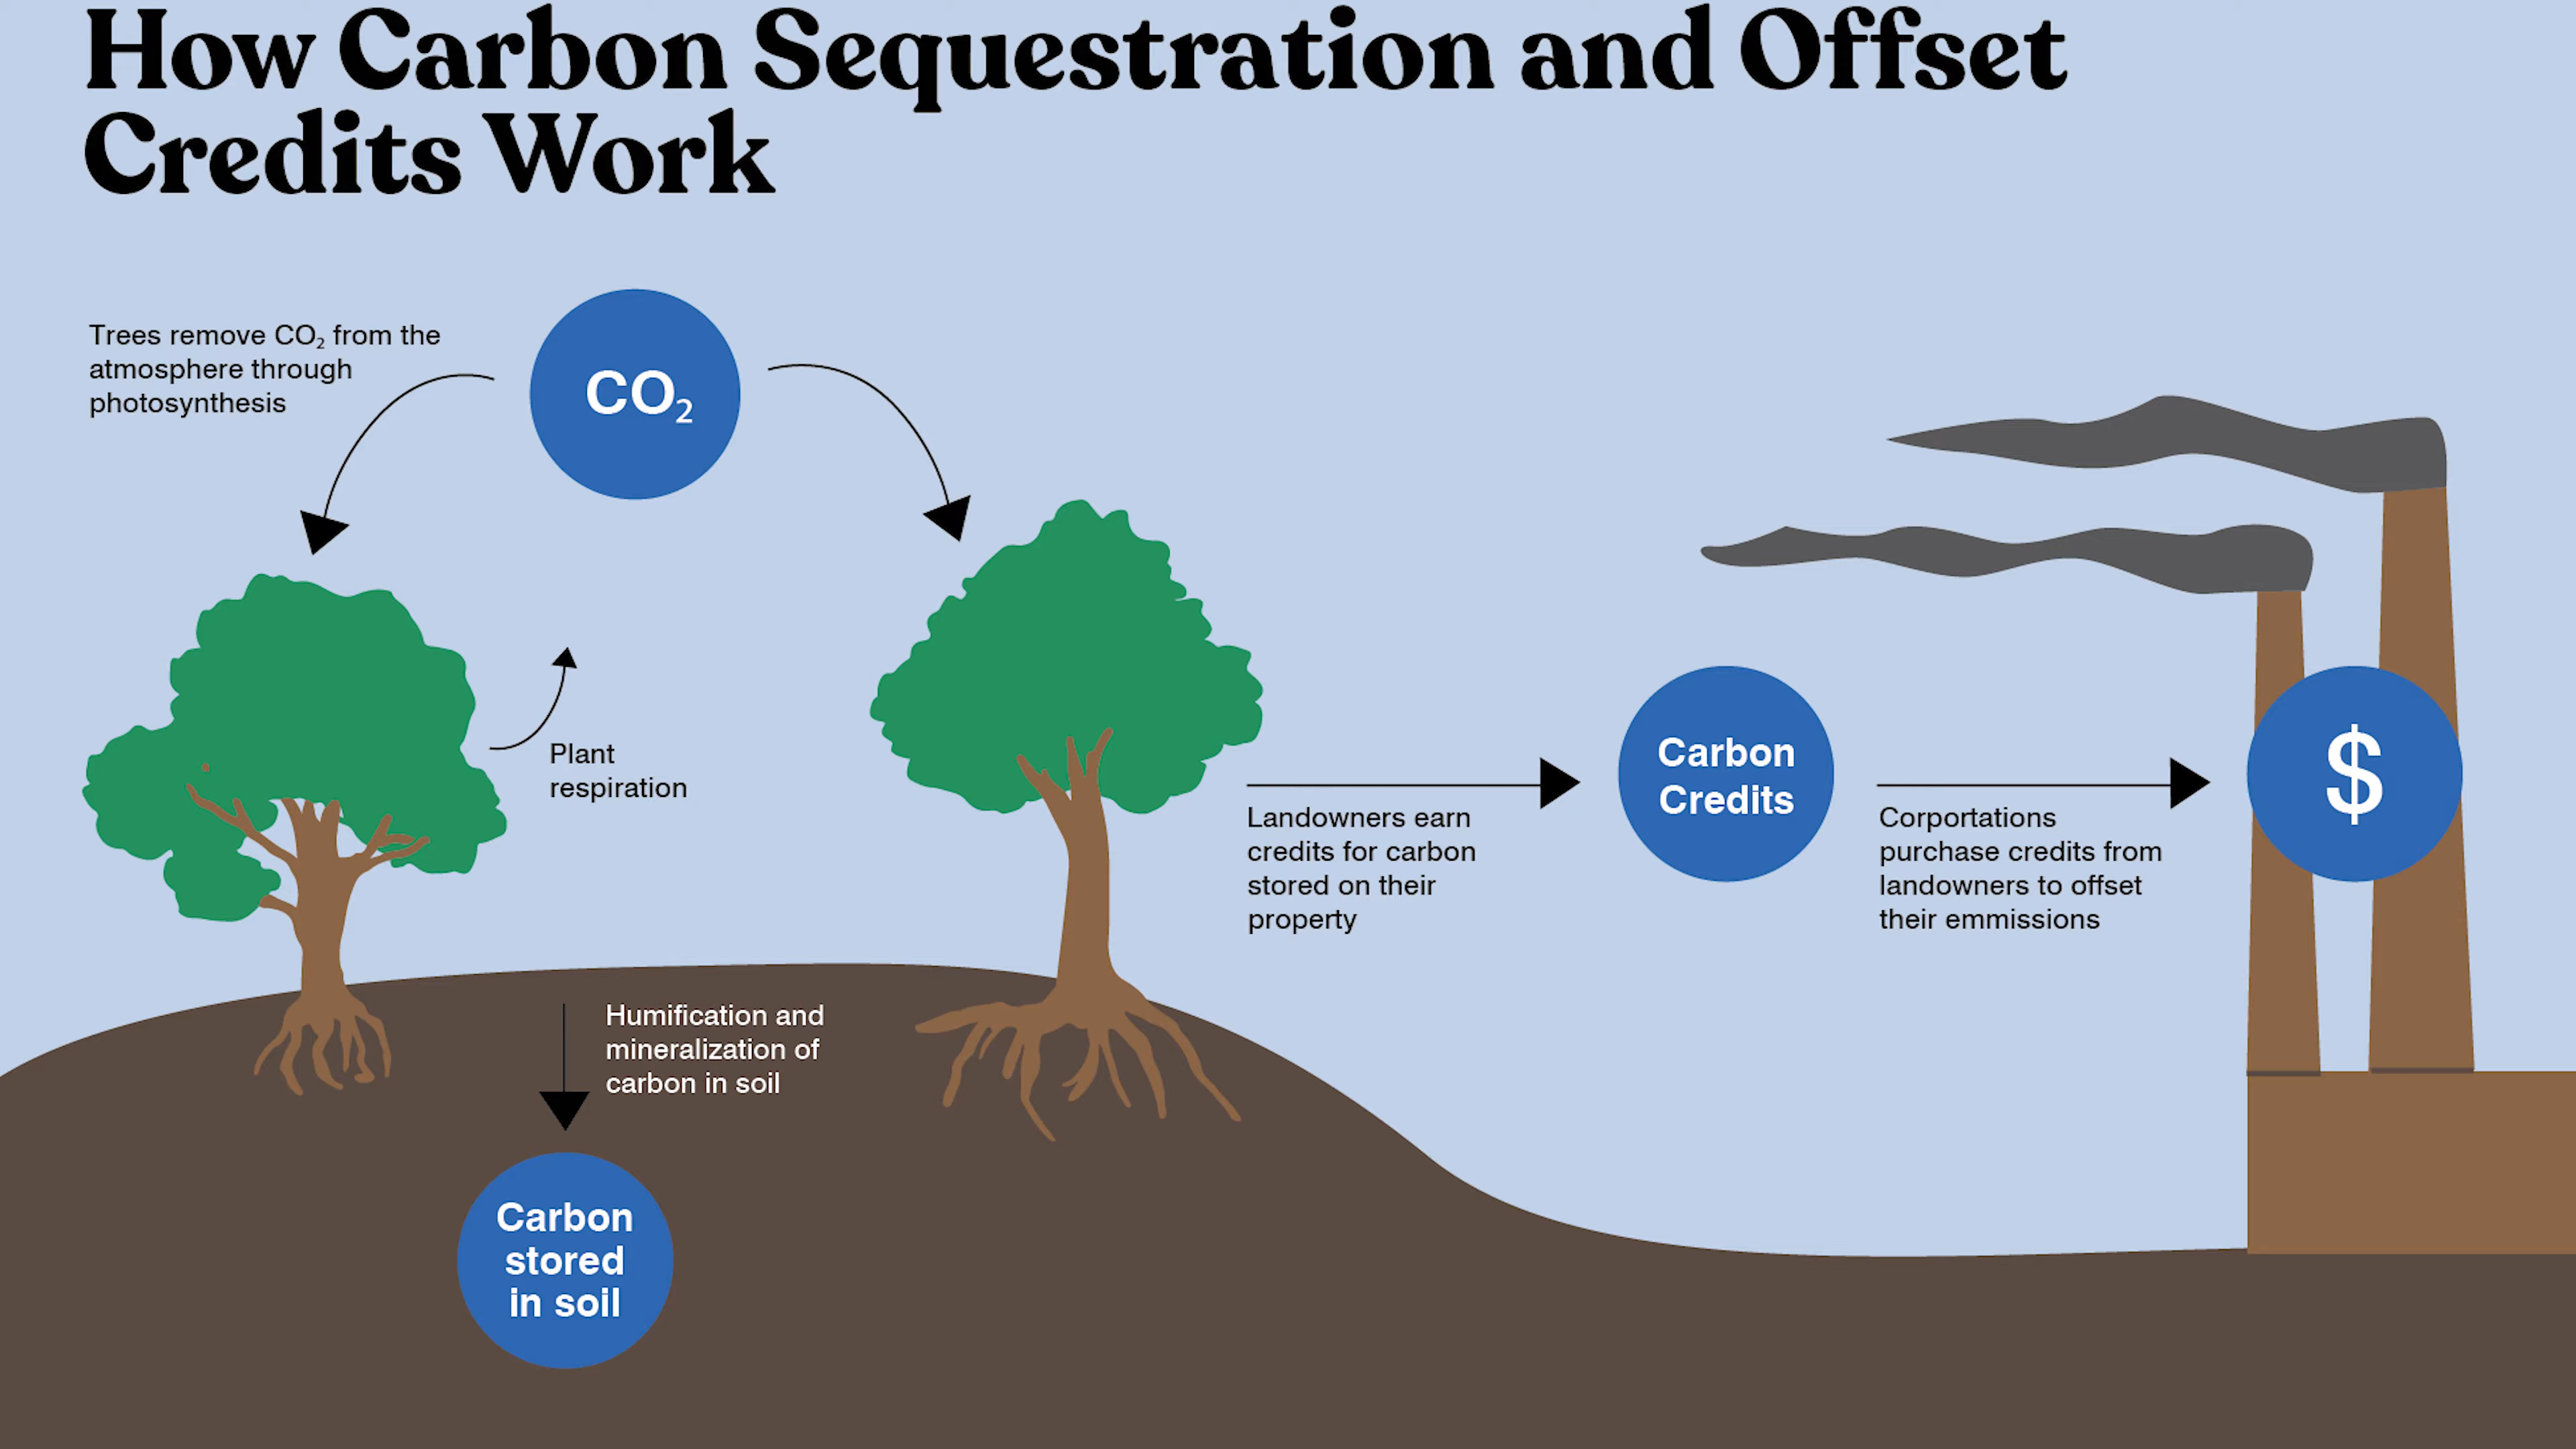 How Carbon Sequestration and Offset
Credits Work
Trees remove CO₂ from the
atmosphere through
photosynthesis
CO₂
Plant
respiration
Landowners earn
credits for carbon
stored on their
property
Carbon
Credits
Corportations
purchase credits from
landowners to offset
their emmissions
$
Humification and
mineralization of
carbon in soil
Carbon
stored
in soil